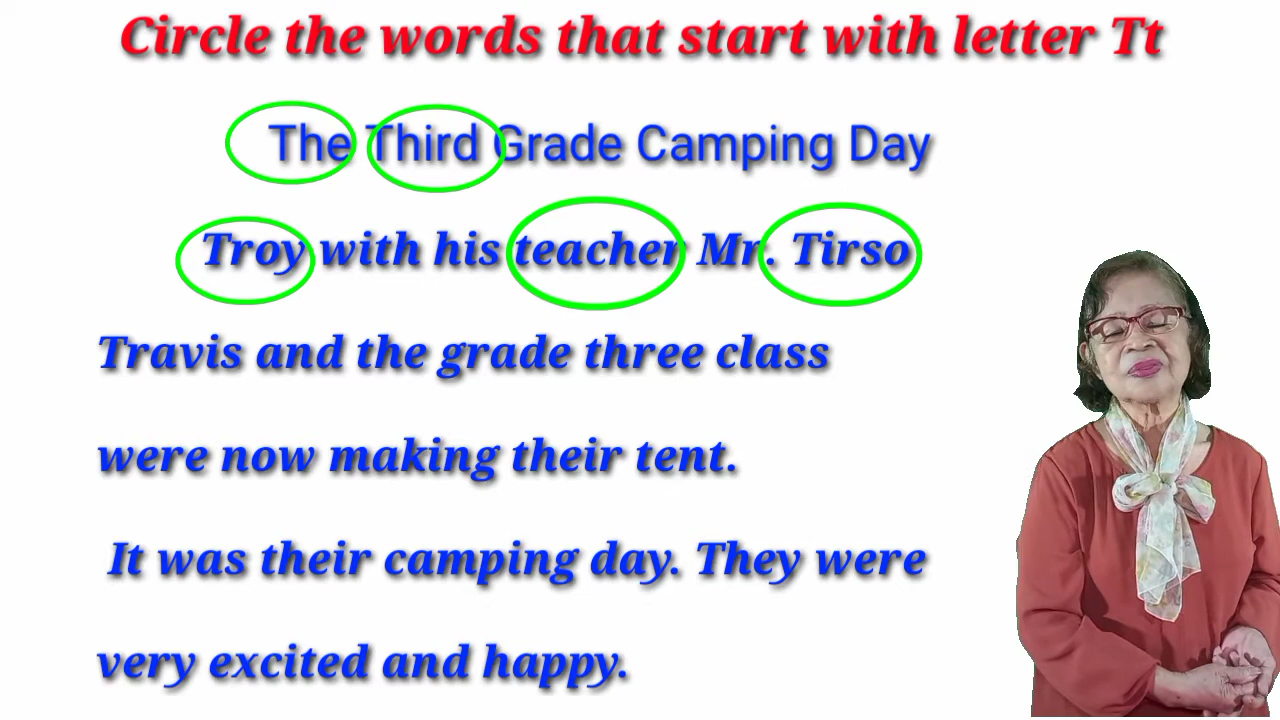 Circle the words that start with letter Tt
The Third Grade Camping Day
Troy with his teacher Mr. Tirso
Travis and the grade three class
were now making their tent.
It was their camping day. They were
very excited and happy.